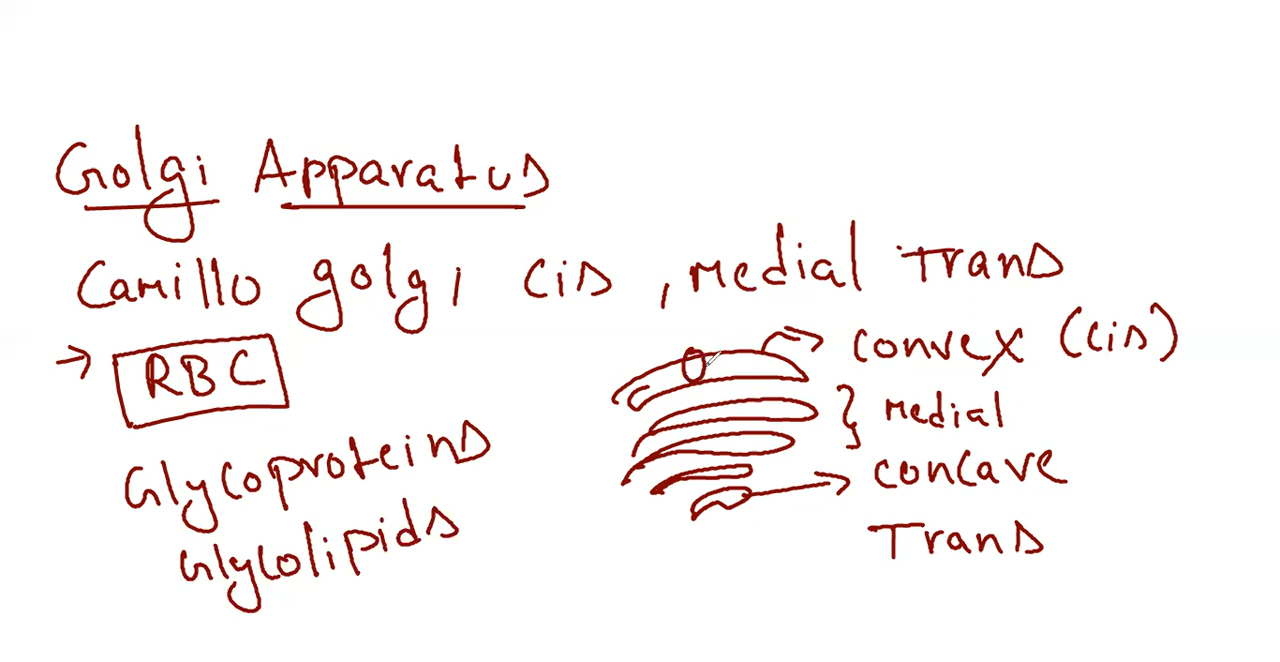 Golgi Apparatus
Camillo golgi cis, Medial Trans
→ RBC
Glycoproteins
Glycolipids
→ convex (cis)
} Medial
→ concave
Trans